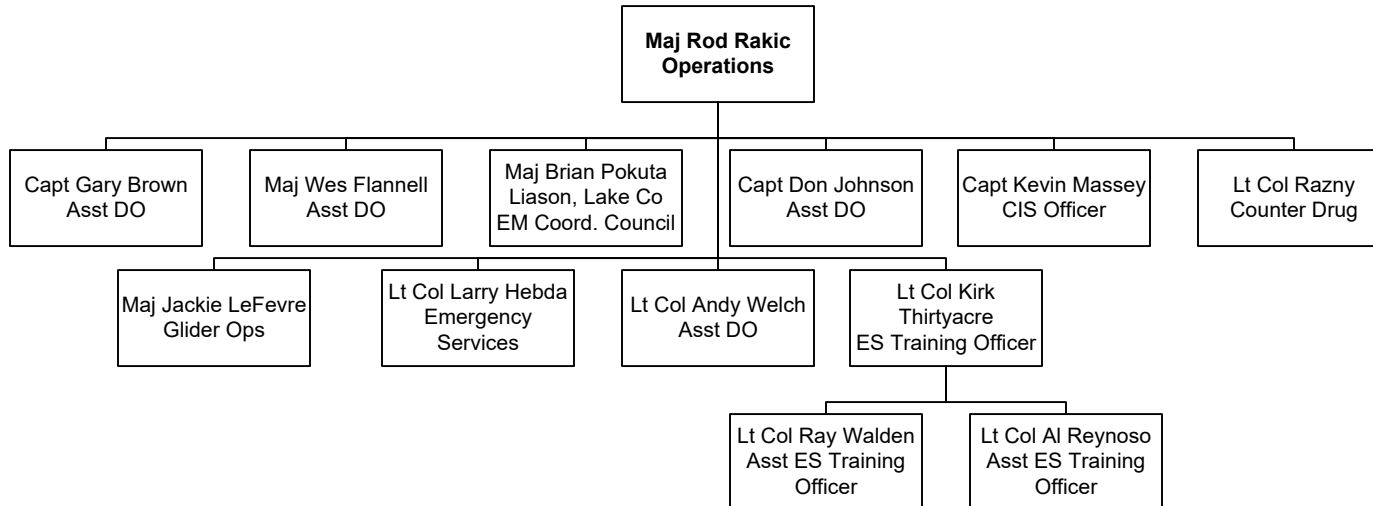 Maj Rod Rakic
Operations
Capt Gary Brown
Asst DO
Maj Wes Flannell
Asst DO
Maj Brian Pokuta
Liason, Lake Co
EM Coord. Council
Capt Don Johnson
Asst DO
Capt Kevin Massey
CIS Officer
Lt Col Razny
Counter Drug
Maj Jackie LeFevre
Glider Ops
Lt Col Larry Hebda
Emergency
Services
Lt Col Andy Welch
Asst DO
Lt Col Kirk
Thirtyacre
ES Training Officer
Lt Col Ray Walden
Asst ES Training
Officer
Lt Col Al Reynoso
Asst ES Training
Officer